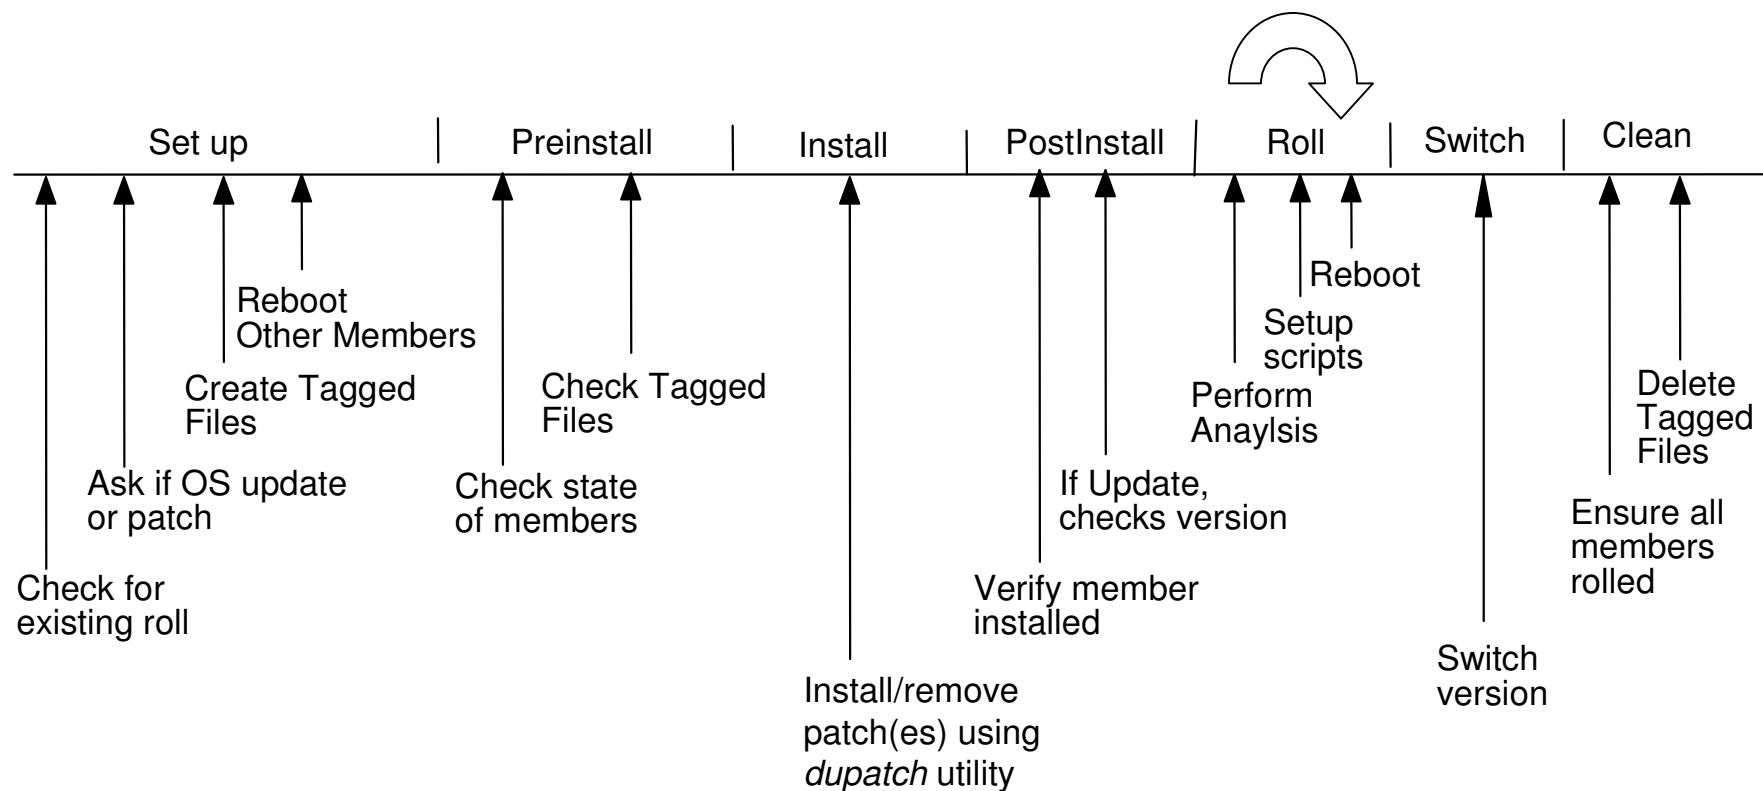 Set up
Preinstall
Install
PostInstall
Roll
Switch
Clean
Reboot
Other Members
Create Tagged
Files
Ask if OS update
or patch
Check for
existing roll
Check Tagged
Files
Check state
of members
Install/remove
patch(es) using
dupatch utility
If Update,
checks version
Verify member
installed
Reboot
Setup
scripts
Perform
Anaylsis
Switch
version
Delete
Tagged
Files
Ensure all
members
rolled